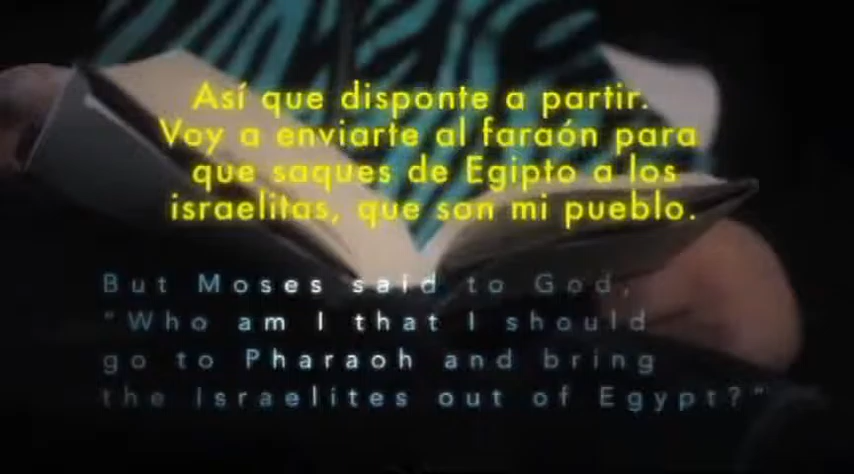 Así que disponte a partir.
Voy a enviarte al faraón para
que saques de Egipto a los
israelitas, que son mi pueblo.
But Moses said to God,
"Who am I that I should
go to Pharaoh and bring
the Israelites out of Egypt?"